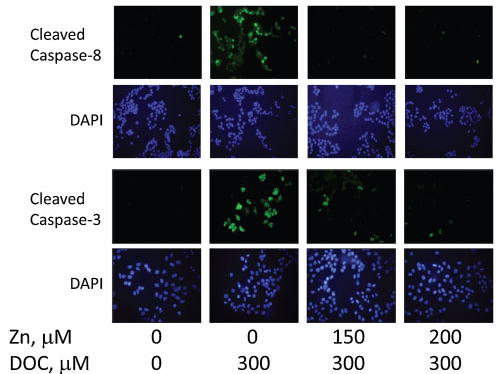 Cleaved
Caspase-8
DAPI
Cleaved
Caspase-3
DAPI
Zn, μM 0 0 150 200
DOC, μM 0 300 300 300